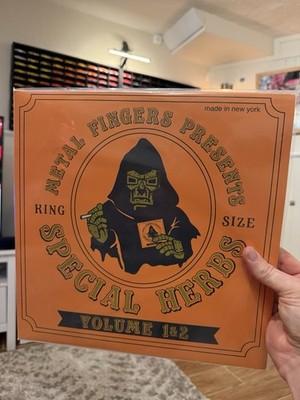 made in new york
METAL FINGERS PRESENTS
KING SIZE
SPECIAL HERBS
VOLUME 1&2